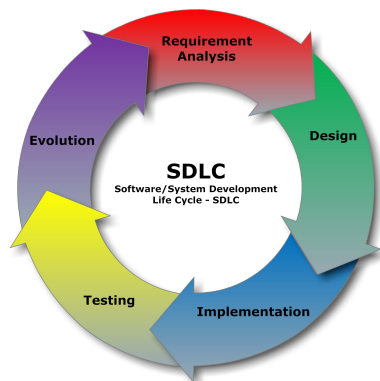 Requirement
Analysis
Design
Implementation
Testing
Evolution
SDLC
Software/System Development
Life Cycle - SDLC